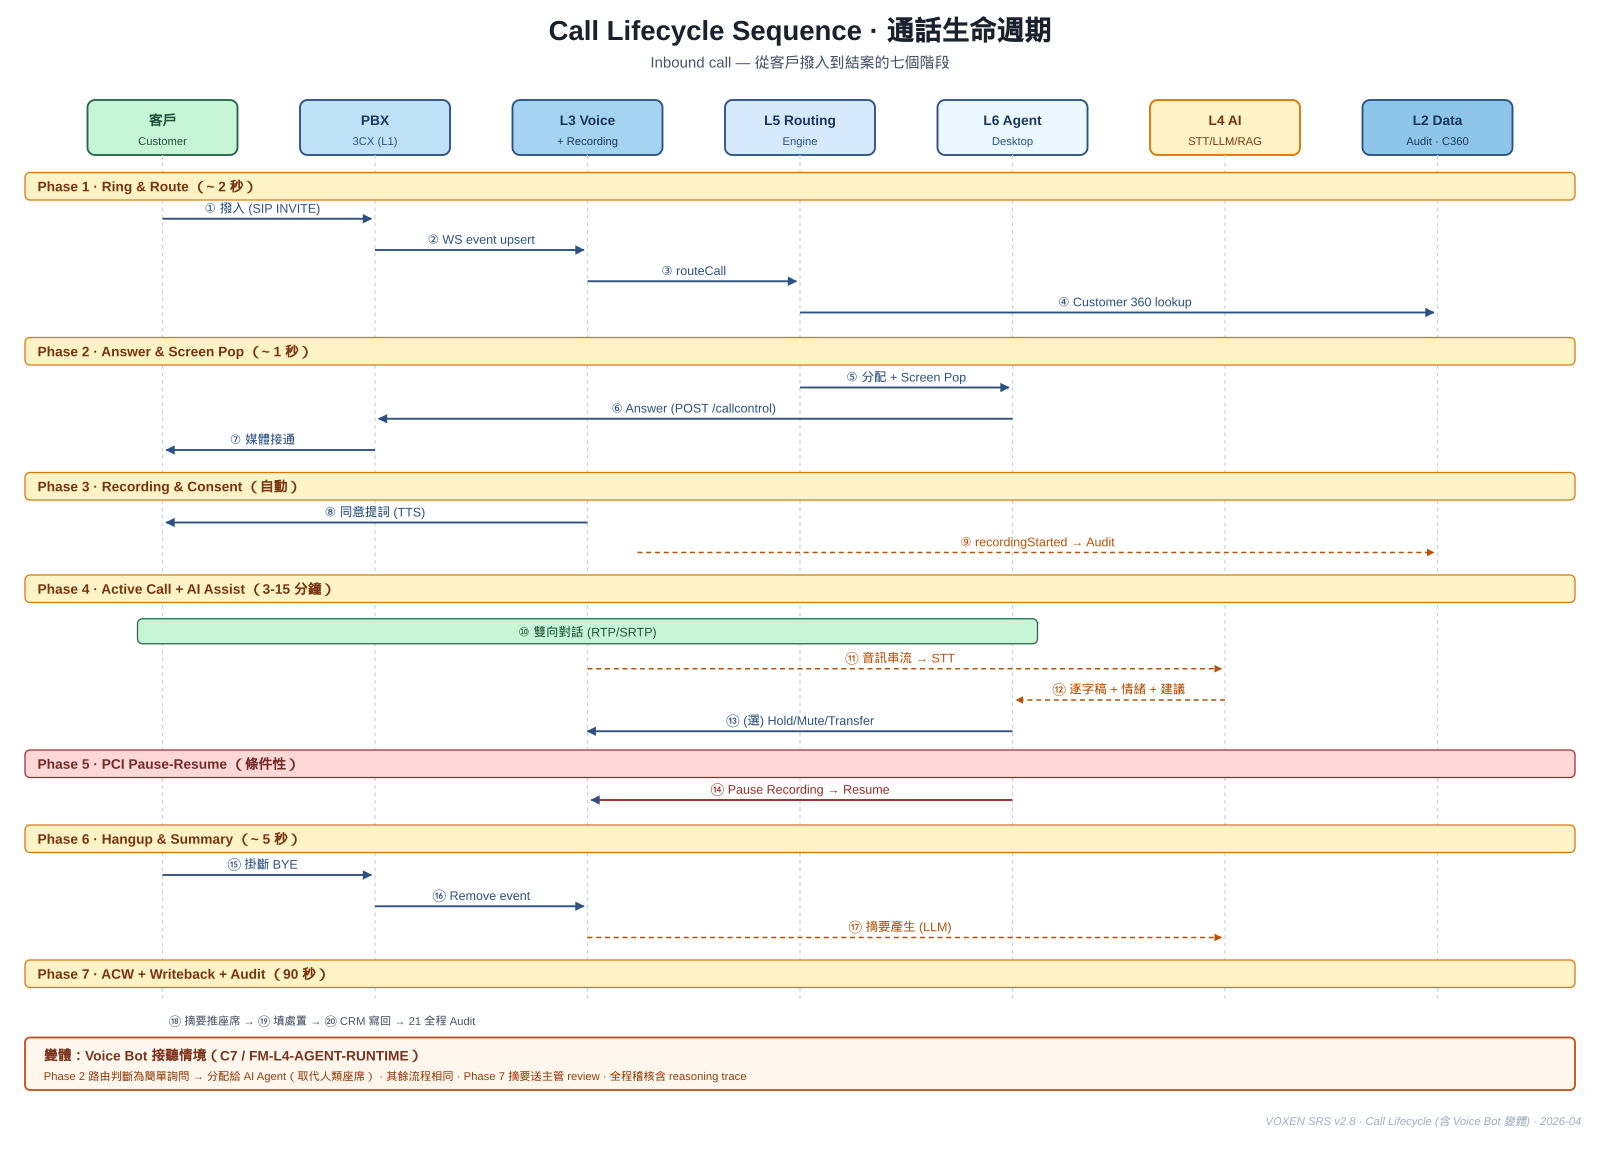 Call Lifecycle Sequence · 通話生命週期
Inbound call — 從客戶撥入到結案的七個階段
客戶
Customer
PBX
3CX (L1)
L3 Voice
+ Recording
L5 Routing
Engine
L6 Agent
Desktop
L4 AI
STT/LLM/RAG
L2 Data
Audit · C360
Phase 1 · Ring & Route（~ 2 秒）
① 撥入 (SIP INVITE)
② WS event upsert
③ routeCall
④ Customer 360 lookup
Phase 2 · Answer & Screen Pop（~ 1 秒）
⑤ 分配 + Screen Pop
⑥ Answer (POST /callcontrol)
⑦ 媒體接通
Phase 3 · Recording & Consent（自動）
⑧ 同意提詞 (TTS)
⑨ recordingStarted → Audit
Phase 4 · Active Call + AI Assist（3-15 分鐘）
⑩ 雙向對話 (RTP/SRTP)
⑪ 音訊串流 → STT
⑫ 逐字稿 + 情緒 + 建議
⑬ (選) Hold/Mute/Transfer
Phase 5 · PCI Pause-Resume（條件性）
⑭ Pause Recording → Resume
Phase 6 · Hangup & Summary（~ 5 秒）
⑮ 掛斷 BYE
⑯ Remove event
⑰ 摘要產生 (LLM)
Phase 7 · ACW + Writeback + Audit（90 秒）
⑱ 摘要推座席 → ⑲ 填處置 → ⑳ CRM 寫回 → 21 全程 Audit
變體：Voice Bot 接聽情境（C7 / FM-L4-AGENT-RUNTIME）
Phase 2 路由判斷為簡單詢問 → 分配給 AI Agent（取代人類座席）· 其餘流程相同 · Phase 7 摘要送主管 review · 全程稽核含 reasoning trace
VOXEN SRS v2.8 · Call Lifecycle (含 Voice Bot 變體) · 2026-04